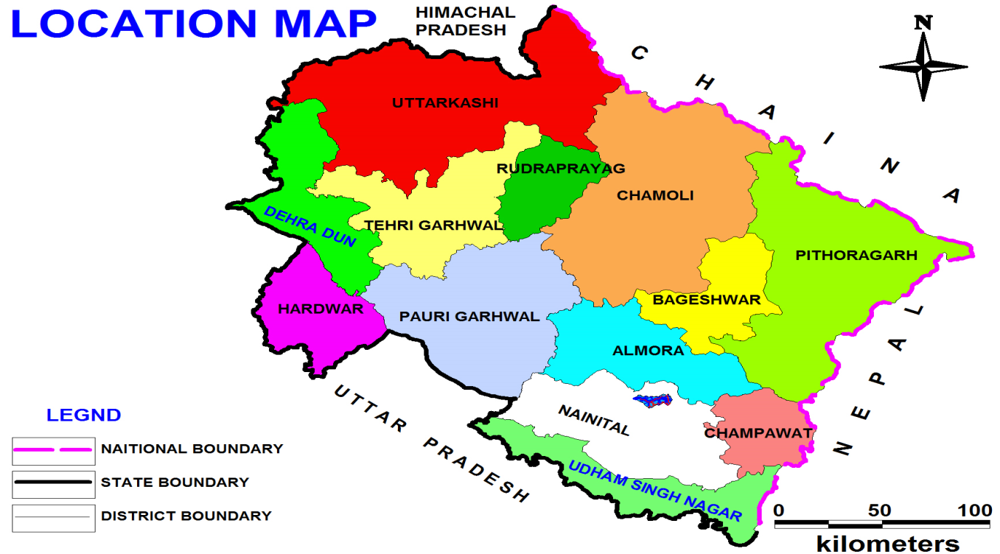 LOCATION MAP
HIMACHAL
PRADESH
N
CHAINA
UTTARKASHI
RUDRAPRAYAG
CHAMOLI
DEHRA DUN
TEHRI GARHWAL
PITHORAGARH
HARDWAR
PAURI GARHWAL
BAGESHWAR
ALMORA
NEPAL
UTTAR PRADESH
NAINITAL
CHAMPAWAT
UDHAM SINGH NAGAR
LEGND
NAITIONAL BOUNDARY
STATE BOUNDARY
DISTRICT BOUNDARY
0 50 100
kilometers